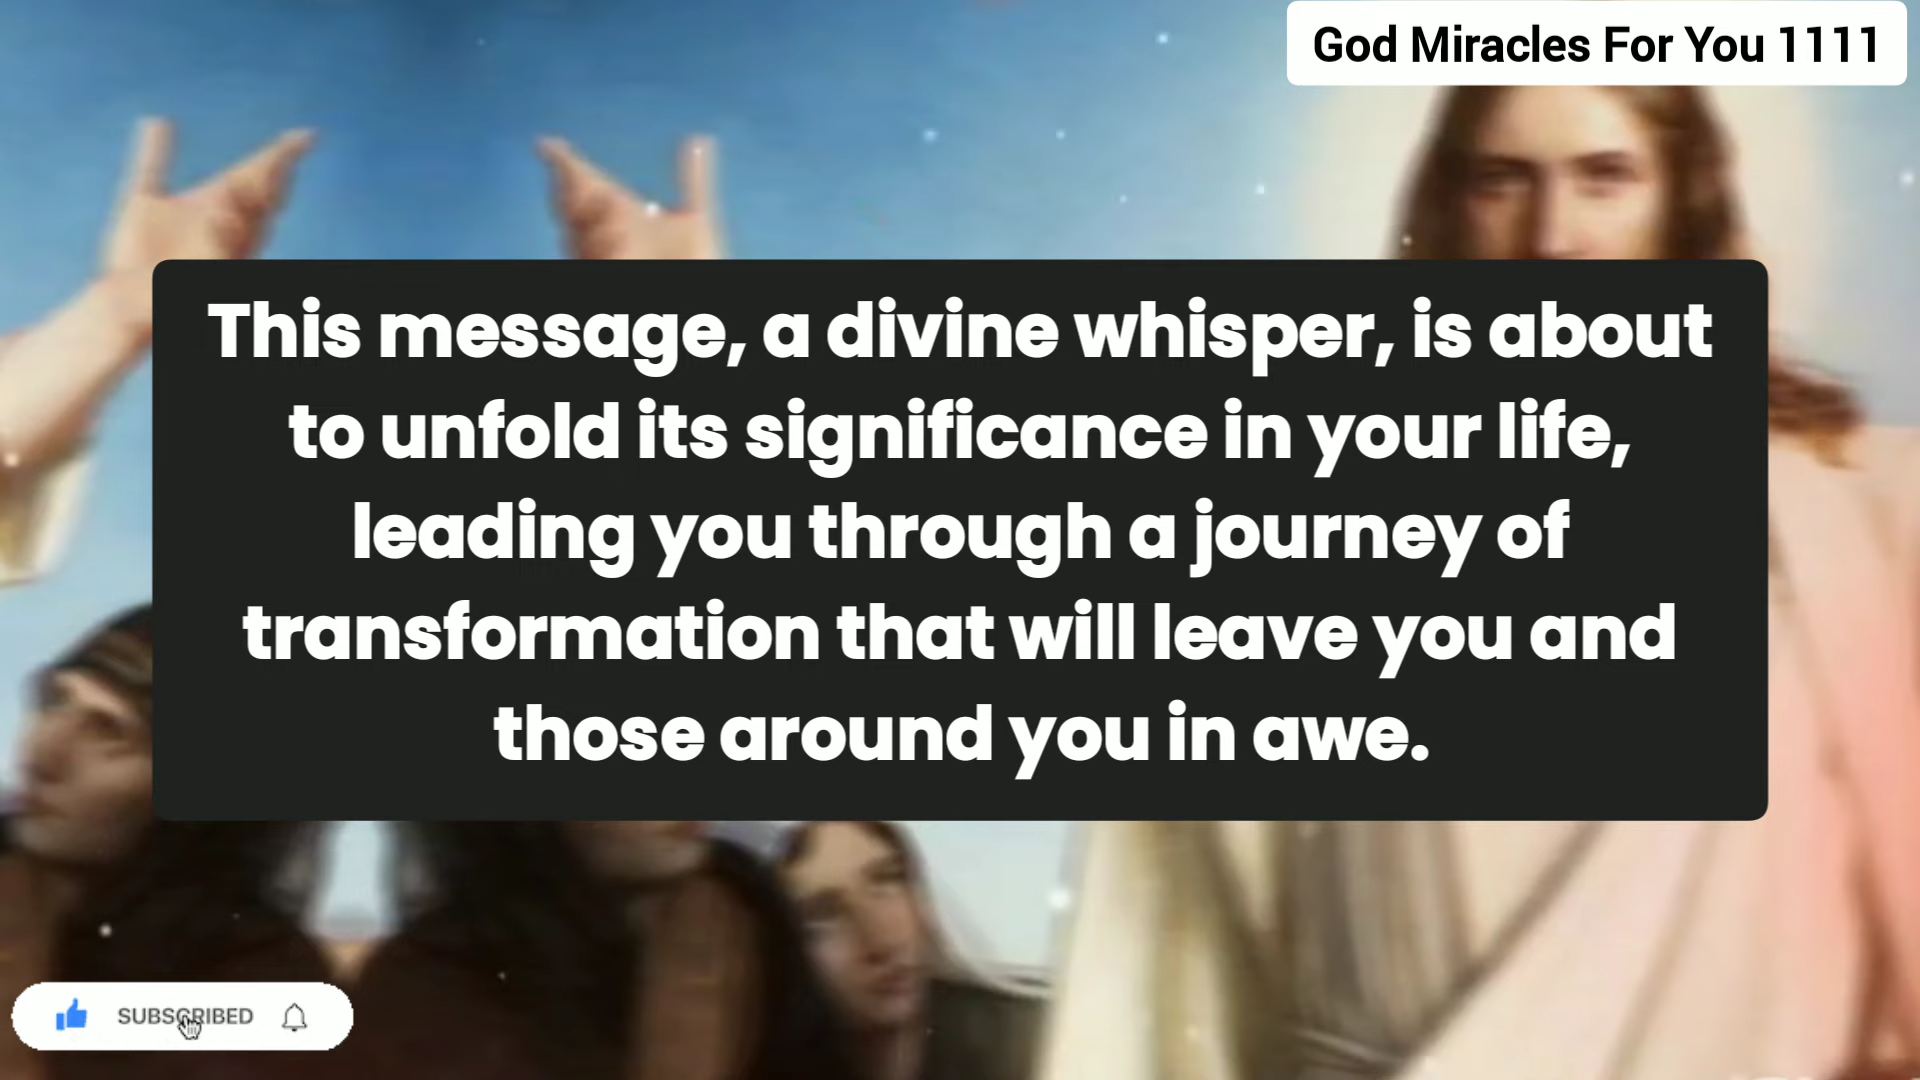 God Miracles For You 1111
This message, a divine whisper, is about
to unfold its significance in your life,
leading you through a journey of
transformation that will leave you and
those around you in awe.
SUBSCRIBED